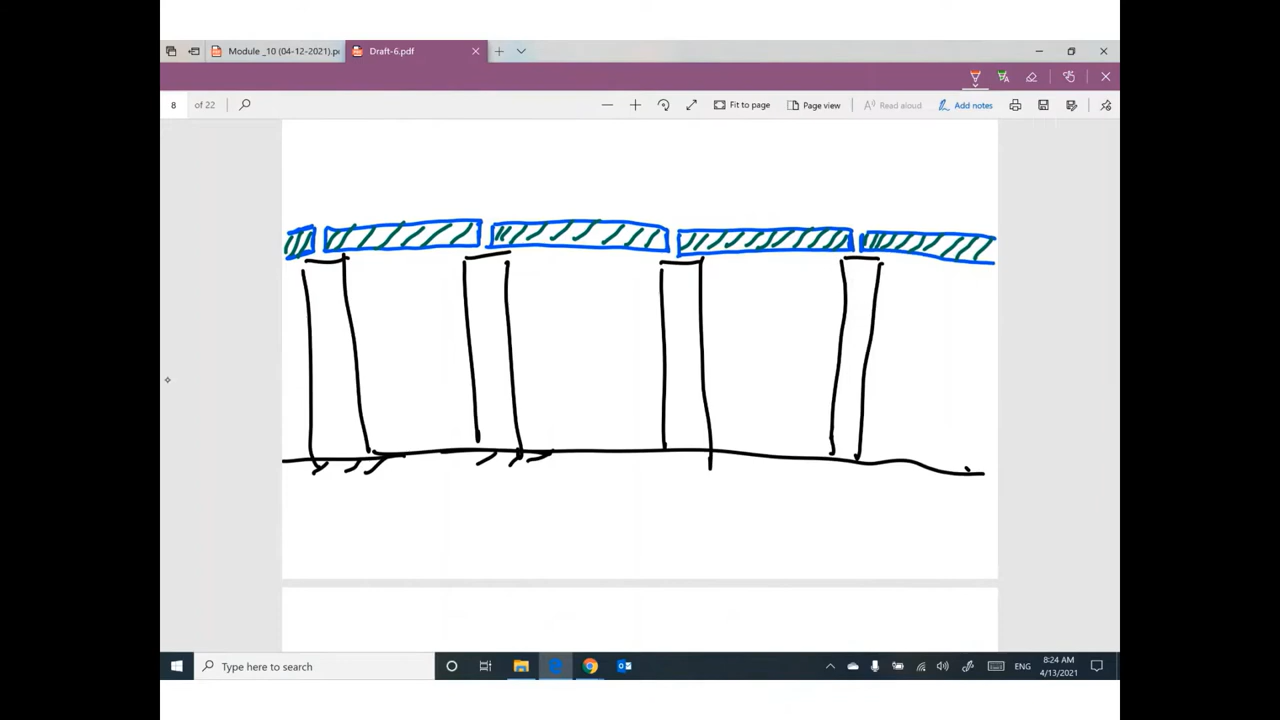 Module _10 (04-12-2021).p
Draft-6.pdf
8 of 22
Fit to page
Page view
Read aloud
Add notes
Type here to search
ENG
8:24 AM
4/13/2021